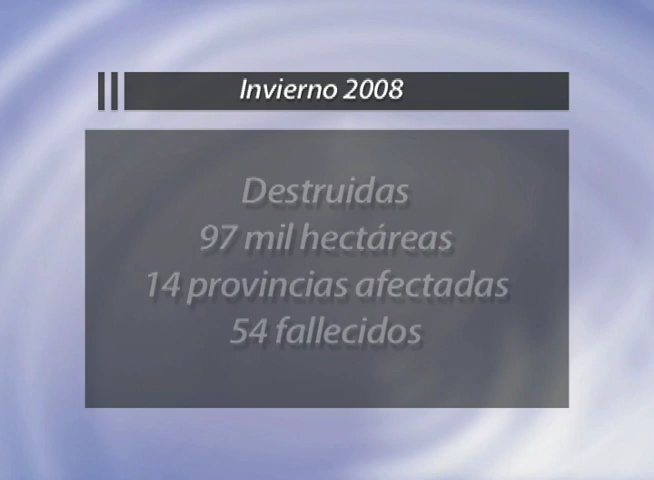 Invierno 2008
Destruidas
97 mil hectáreas
14 provincias afectadas
54 fallecidos